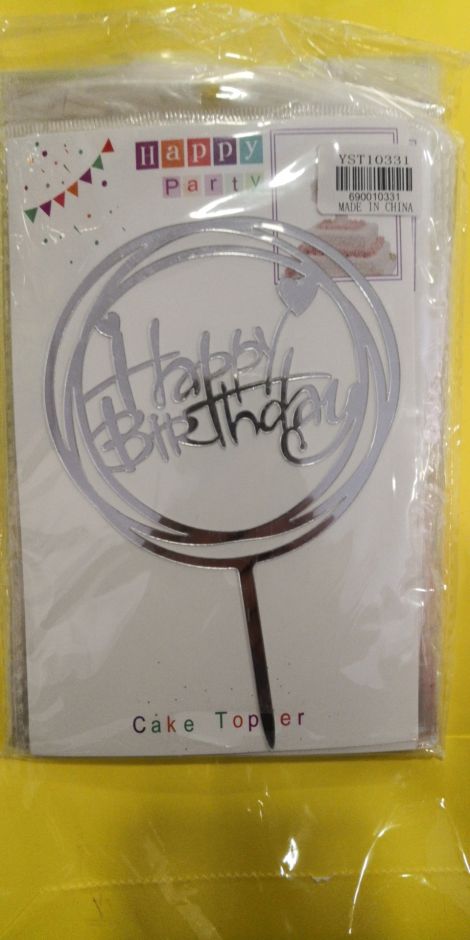 Happy
Party
YST10331
690010331
MADE IN CHINA
Happy
Birthday
Cake Topper